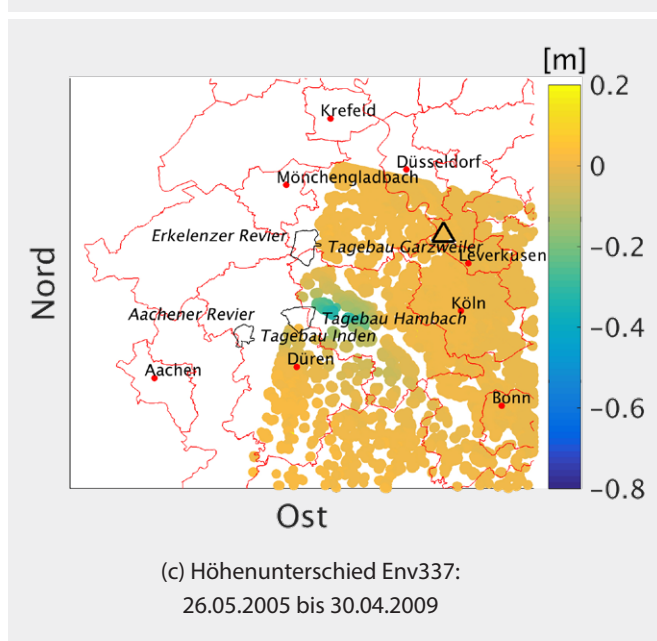 [m]
0.2
Krefeld
Düsseldorf
0
Mönchengladbach
Erkelenzer Revier
Tagebau Garzweiler
−0.2
Leverkusen
Nord
Aachener Revier
Köln
Tagebau Hambach
−0.4
Tagebau Inden
Düren
Aachen
Bonn
−0.6
−0.8
Ost
(c) Höhenunterschied Env337:
26.05.2005 bis 30.04.2009